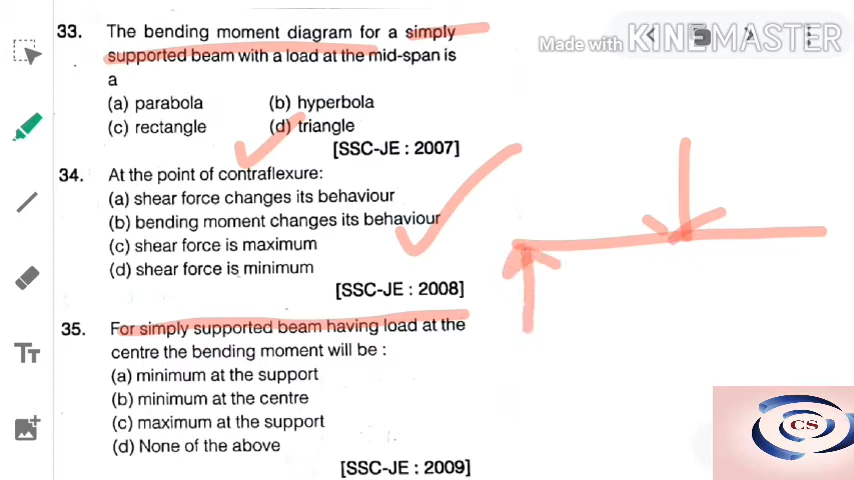 33. The bending moment diagram for a simply
supported beam with a load at the mid-span is
a
(a) parabola (b) hyperbola
(c) rectangle (d) triangle
[SSC-JE : 2007]
34. At the point of contraflexure:
(a) shear force changes its behaviour
(b) bending moment changes its behaviour
(c) shear force is maximum
(d) shear force is minimum
[SSC-JE : 2008]
35. For simply supported beam having load at the
centre the bending moment will be :
(a) minimum at the support
(b) minimum at the centre
(c) maximum at the support
(d) None of the above
[SSC-JE : 2009]
Made with KINEMASTER
TT
CS